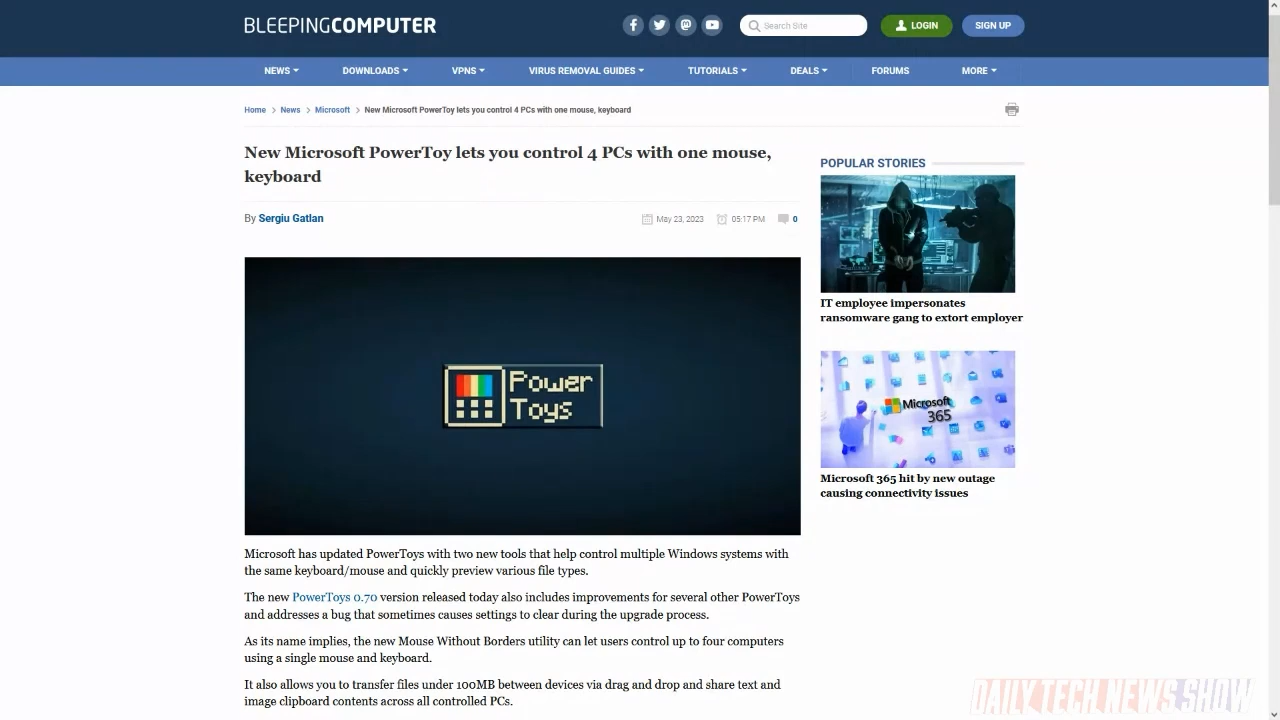 BLEEPINGCOMPUTER
Search Site
LOGIN
SIGN UP
NEWS
DOWNLOADS
VPNS
VIRUS REMOVAL GUIDES
TUTORIALS
DEALS
FORUMS
MORE
Home > News > Microsoft > New Microsoft PowerToy lets you control 4 PCs with one mouse, keyboard
New Microsoft PowerToy lets you control 4 PCs with one mouse,
keyboard
By Sergiu Gatlan
May 23, 2023
05:17 PM
0
Power
Toys
Microsoft has updated PowerToys with two new tools that help control multiple Windows systems with
the same keyboard/mouse and quickly preview various file types.
The new PowerToys 0.70 version released today also includes improvements for several other PowerToys
and addresses a bug that sometimes causes settings to clear during the upgrade process.
As its name implies, the new Mouse Without Borders utility can let users control up to four computers
using a single mouse and keyboard.
It also allows you to transfer files under 100MB between devices via drag and drop and share text and
image clipboard contents across all controlled PCs.
POPULAR STORIES
IT employee impersonates
ransomware gang to extort employer
Microsoft
365
Microsoft 365 hit by new outage
causing connectivity issues
DAILY TECH NEWS SHOW